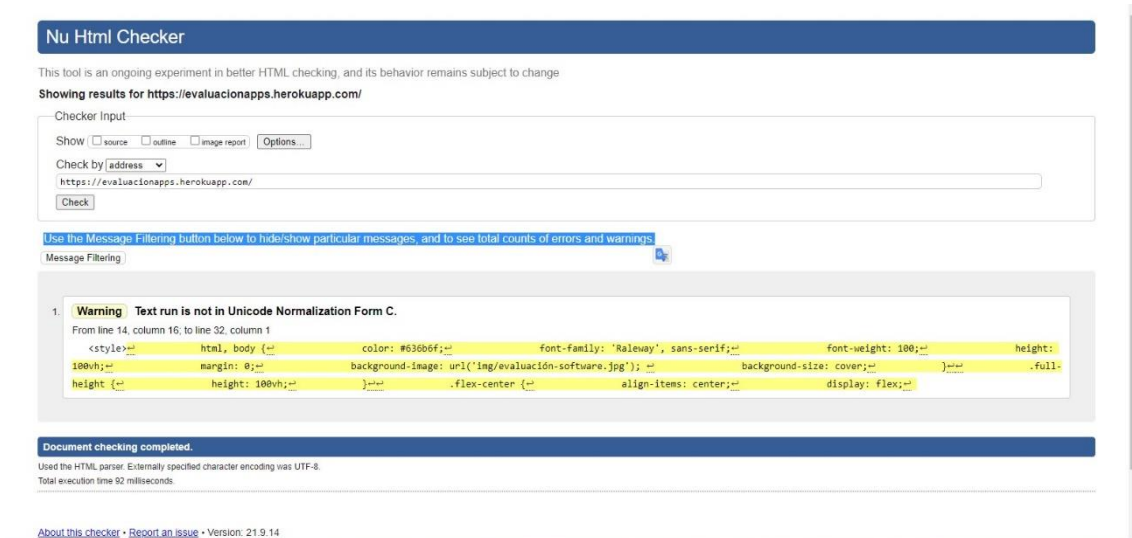 Nu Html Checker
This tool is an ongoing experiment in better HTML checking, and its behavior remains subject to change
Showing results for https://evaluacionapps.herokuapp.com/
Checker Input
Show source outline image report Options...
Check by address
https://evaluacionapps.herokuapp.com/
Check
Use the Message Filtering button below to hide/show particular messages, and to see total counts of errors and warnings.
Message Filtering
1. Warning Text run is not in Unicode Normalization Form C.
From line 14, column 16; to line 32, column 1
<style>↩ html, body {↩ color: #636b6f;↩ font-family: 'Raleway', sans-serif;↩ font-weight: 100;↩ height:
100vh;↩ margin: 0;↩ background-image: url('img/evaluación-software.jpg'); ↩ background-size: cover;↩ }↩↩ .full-
height {↩ height: 100vh;↩ }↩↩ .flex-center {↩ align-items: center;↩ display: flex;↩
Document checking completed.
Used the HTML parser. Externally specified character encoding was UTF-8.
Total execution time 92 milliseconds.
About this checker • Report an issue • Version: 21.9.14